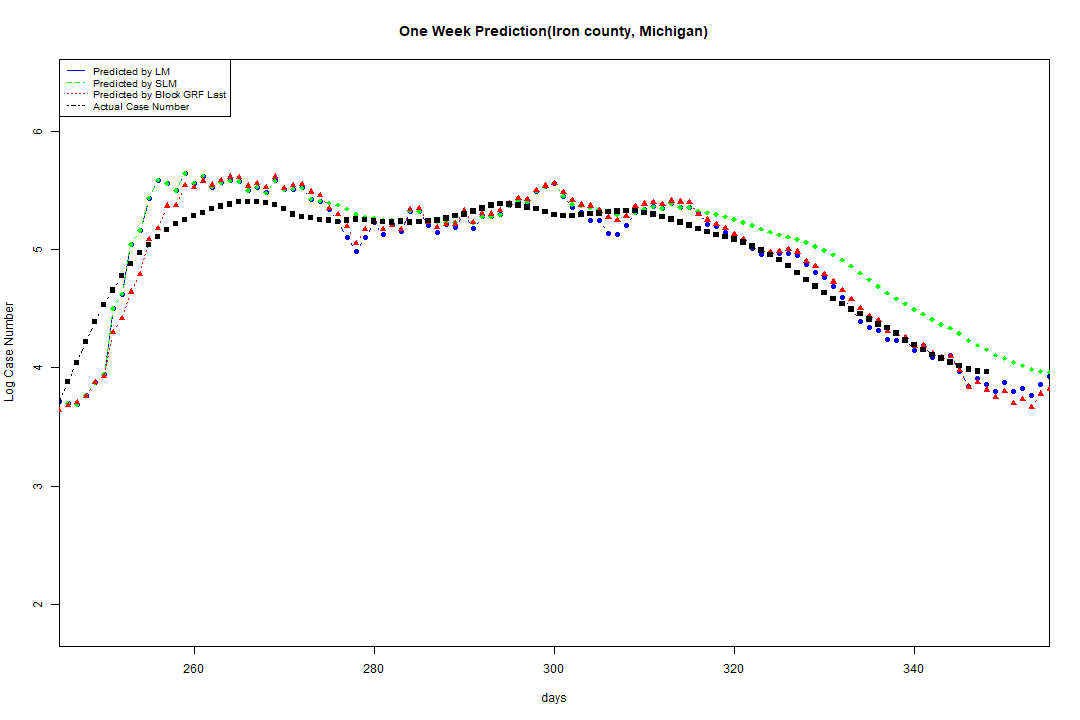 One Week Prediction(Iron county, Michigan)
Predicted by LM
Predicted by SLM
Predicted by Block GRF Last
Actual Case Number
6
5
4
3
2
Log Case Number
260
280
300
320
340
days